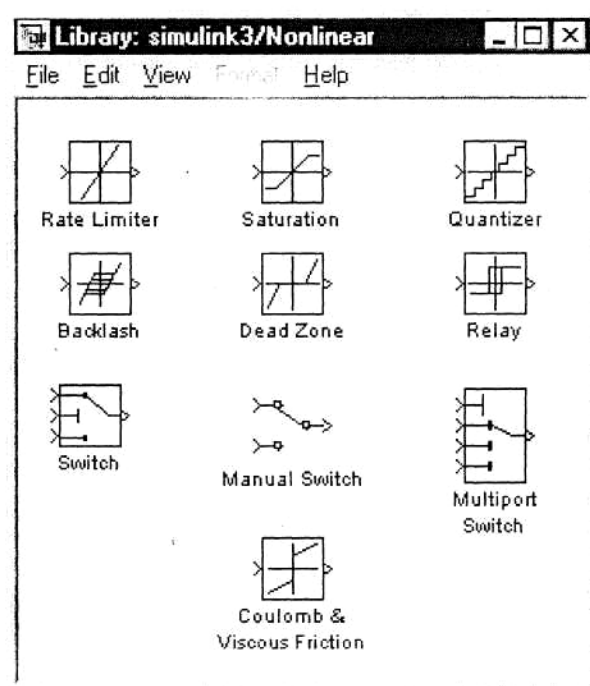 Library: simulink3/Nonlinear
File Edit View Format Help
Rate Limiter Saturation Quantizer
Backlash Dead Zone Relay
Switch Manual Switch Multiport
Switch
Coulomb &
Viscous Friction